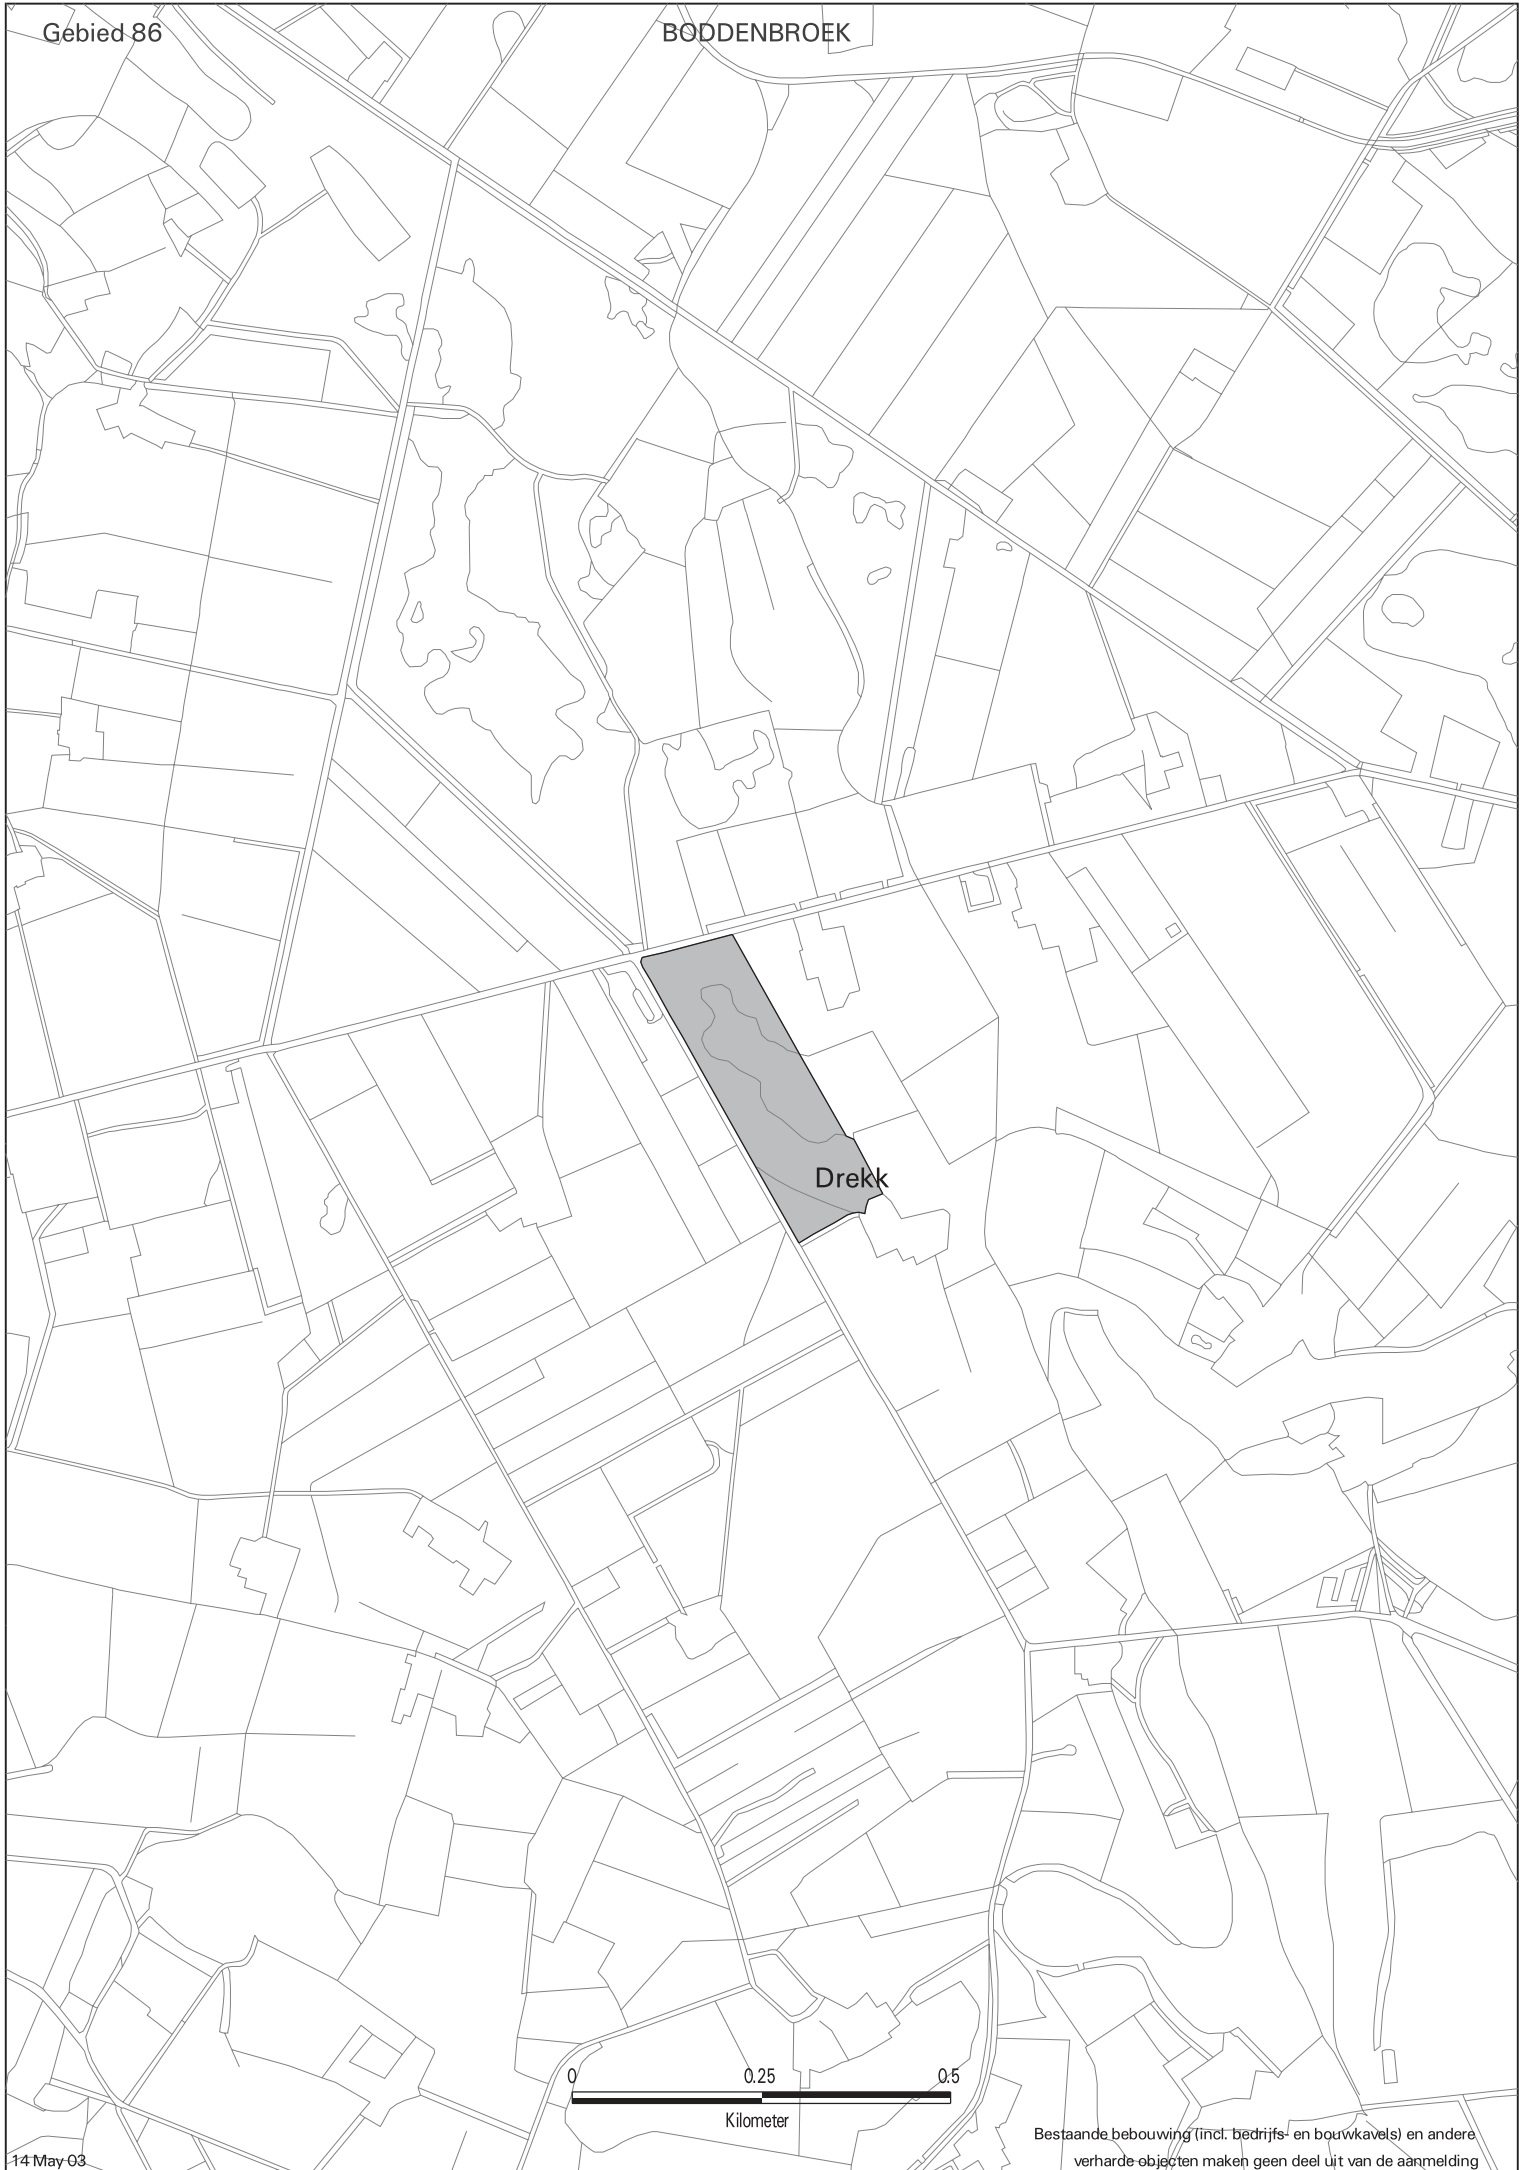 Gebied 86
BODDENBROEK
Drekk
0 0.25 0.5
Kilometer
Bestaande bebouwing (incl. bedrijfs- en bouwkavels) en andere
verharde objecten maken geen deel uit van de aanmelding
14 May 03